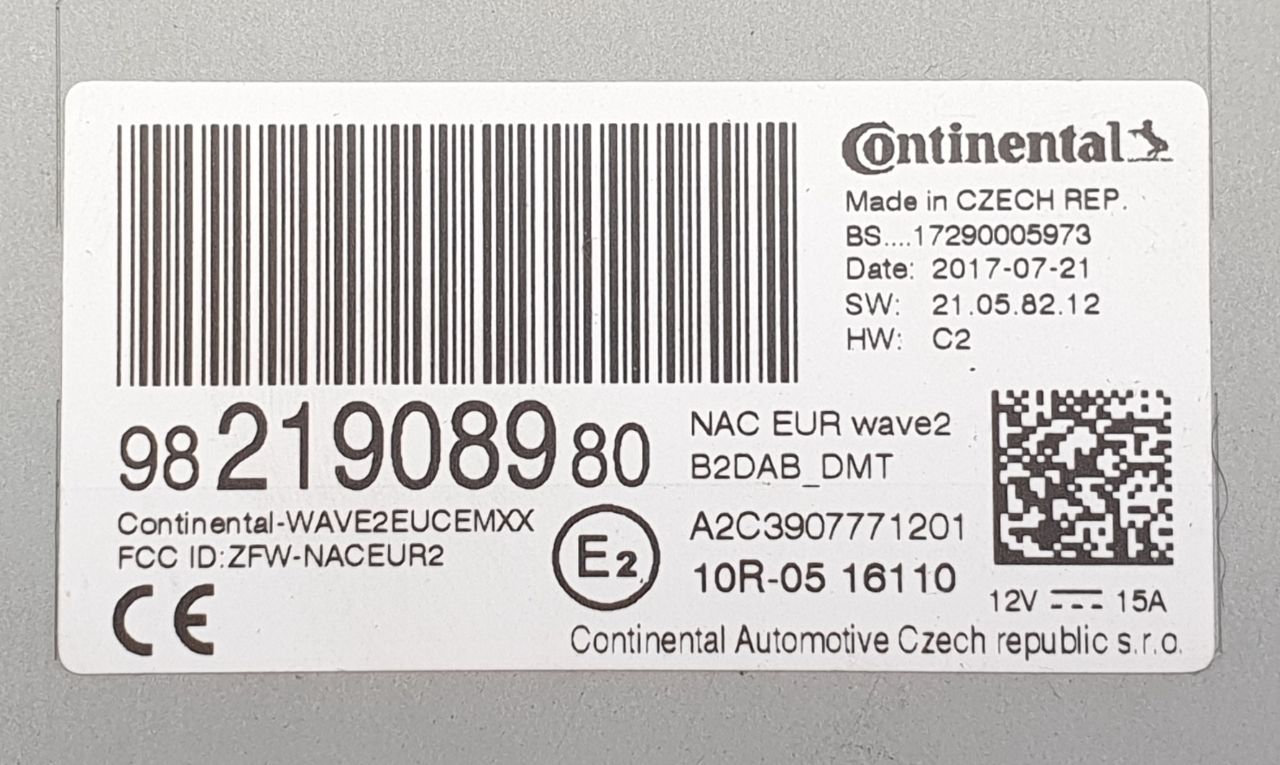 Continental
Made in CZECH REP.
BS....17290005973
Date: 2017-07-21
SW: 21.05.82.12
HW: C2
98 219089 80
NAC EUR wave2
B2DAB_DMT
Continental-WAVE2EUCEMXX
FCC ID:ZFW-NACEUR2
E2
A2C3907771201
10R-05 16110
12V 15A
CE
Continental Automotive Czech republic s.r.o.